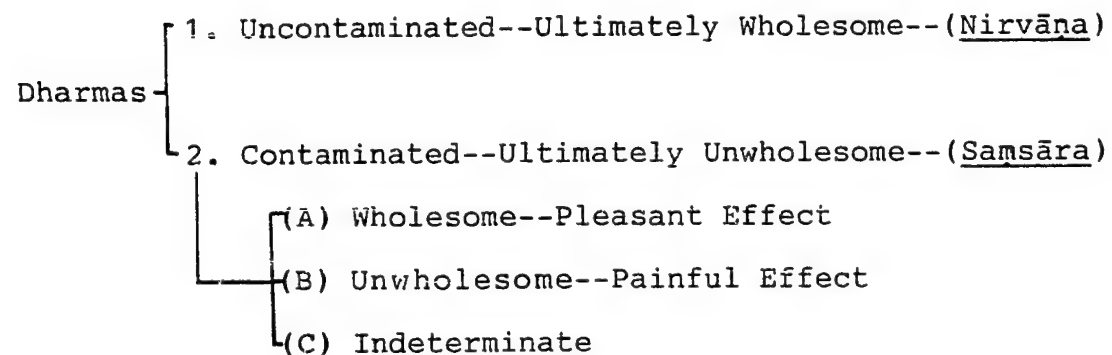 1. Uncontaminated--Ultimately Wholesome--(Nirvāṇa)
Dharmas
2. Contaminated--Ultimately Unwholesome--(Saṃsāra)
(A) Wholesome--Pleasant Effect
(B) Unwholesome--Painful Effect
(C) Indeterminate